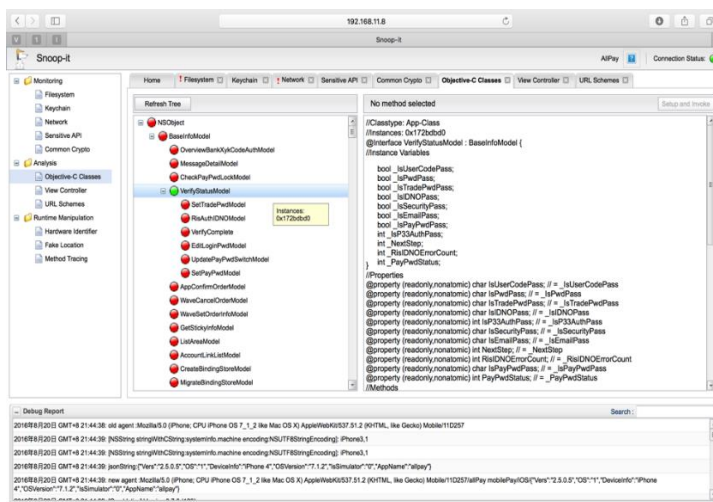 192.168.11.8
Snoop-it
Snoop-it
AllPay
Connection Status:
Monitoring
Filesystem
Keychain
Network
Sensitive API
Common Crypto
Analysis
Objective-C Classes
View Controller
URL Schemes
Runtime Manipulation
Hardware Identifier
Fake Location
Method Tracing
Home
! Filesystem
Keychain
! Network
Sensitive API
Common Crypto
Objective-C Classes
View Controller
URL Schemes
Refresh Tree
NSObject
BaseInfoModel
OverviewBankXykCodeAuthModel
MessageDetailModel
CheckPayPwdLockModel
VerifyStatusModel
SetTradePwdModel
RisAuthIDNOModel
VerifyComplete
EditLoginPwdModel
UpdatePayPwdSwitchModel
SetPayPwdModel
AppConfirmOrderModel
WaveCancelOrderModel
WaveSetOrderInfoModel
GetStickyInfoModel
ListAreaModel
AccountLinkListModel
CreateBindingStoreModel
MigrateBindingStoreModel
Instances:
0x172bdbd0
No method selected
Setup and Invoke
//Classtype: App-Class
//Instances: 0x172bdbd0
@interface VerifyStatusModel : BaseInfoModel {
//Instance Variables
bool _IsUserCodePass;
bool _IsPwdPass;
bool _IsTradePwdPass;
bool _IsIDNOPass;
bool _IsSecurityPass;
bool _IsEmailPass;
bool _IsPayPwdPass;
int _IsP33AuthPass;
int _NextStep;
int _RisIDNOErrorCount;
int _PayPwdStatus;
}
//Properties
@property (readonly,nonatomic) char IsUserCodePass; // = _IsUserCodePass
@property (readonly,nonatomic) char IsPwdPass; // = _IsPwdPass
@property (readonly,nonatomic) char IsTradePwdPass; // = _IsTradePwdPass
@property (readonly,nonatomic) char IsIDNOPass; // = _IsIDNOPass
@property (readonly,nonatomic) int IsP33AuthPass; // = _IsP33AuthPass
@property (readonly,nonatomic) char IsSecurityPass; // = _IsSecurityPass
@property (readonly,nonatomic) char IsEmailPass; // = _IsEmailPass
@property (readonly,nonatomic) int NextStep; // = _NextStep
@property (readonly,nonatomic) int RisIDNOErrorCount; // = _RisIDNOErrorCount
@property (readonly,nonatomic) char IsPayPwdPass; // = _IsPayPwdPass
@property (readonly,nonatomic) int PayPwdStatus; // = _PayPwdStatus
//Methods
Debug Report
Search :
2016年8月20日 GMT+8 21:44:38: old agent :Mozilla/5.0 (iPhone; CPU iPhone OS 7_1_2 like Mac OS X) AppleWebKit/537.51.2 (KHTML, like Gecko) Mobile/11D257
2016年8月20日 GMT+8 21:44:39: [NSString stringWithCString:systeminfo.machine encoding:NSUTF8StringEncoding]: iPhone3,1
2016年8月20日 GMT+8 21:44:39: [NSString stringWithCString:systeminfo.machine encoding:NSUTF8StringEncoding]: iPhone3,1
2016年8月20日 GMT+8 21:44:39: jsonString:{"Vers":"2.5.0.5","OS":"1","DeviceInfo":"iPhone 4","OSVersion":"7.1.2","IsSimulator":"0","AppName":"allpay"}
2016年8月20日 GMT+8 21:44:39: new agent :Mozilla/5.0 (iPhone; CPU iPhone OS 7_1_2 like Mac OS X) AppleWebKit/537.51.2 (KHTML, like Gecko) Mobile/11D257/allPay mobilePayIOS{"Vers":"2.5.0.5","OS":"1","DeviceInfo":"iPhone
4","OSVersion":"7.1.2","IsSimulator":"0","AppName":"allpay"}